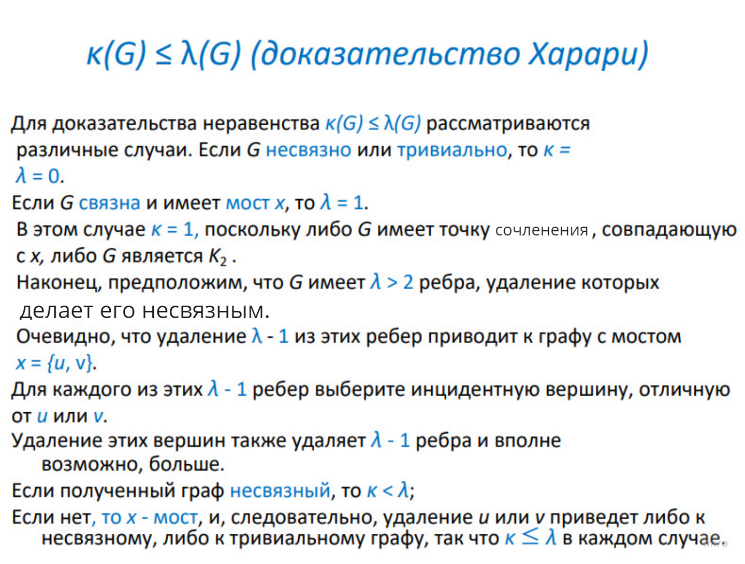 κ(G) ≤ λ(G) (доказательство Харари)
Для доказательства неравенства κ(G) ≤ λ(G) рассматриваются
различные случаи. Если G несвязно или тривиально, то κ =
λ = 0.
Если G связна и имеет мост x, то λ = 1.
В этом случае κ = 1, поскольку либо G имеет точку сочленения , совпадающую
с x, либо G является K₂ .
Наконец, предположим, что G имеет λ > 2 ребра, удаление которых
делает его несвязным.
Очевидно, что удаление λ - 1 из этих ребер приводит к графу с мостом
x = {u, v}.
Для каждого из этих λ - 1 ребер выберите инцидентную вершину, отличную
от u или v.
Удаление этих вершин также удаляет λ - 1 ребра и вполне
возможно, больше.
Если полученный граф несвязный, то κ < λ;
Если нет, то x - мост, и, следовательно, удаление u или v приведет либо к
несвязному, либо к тривиальному графу, так что κ ≤ λ в каждом случае.